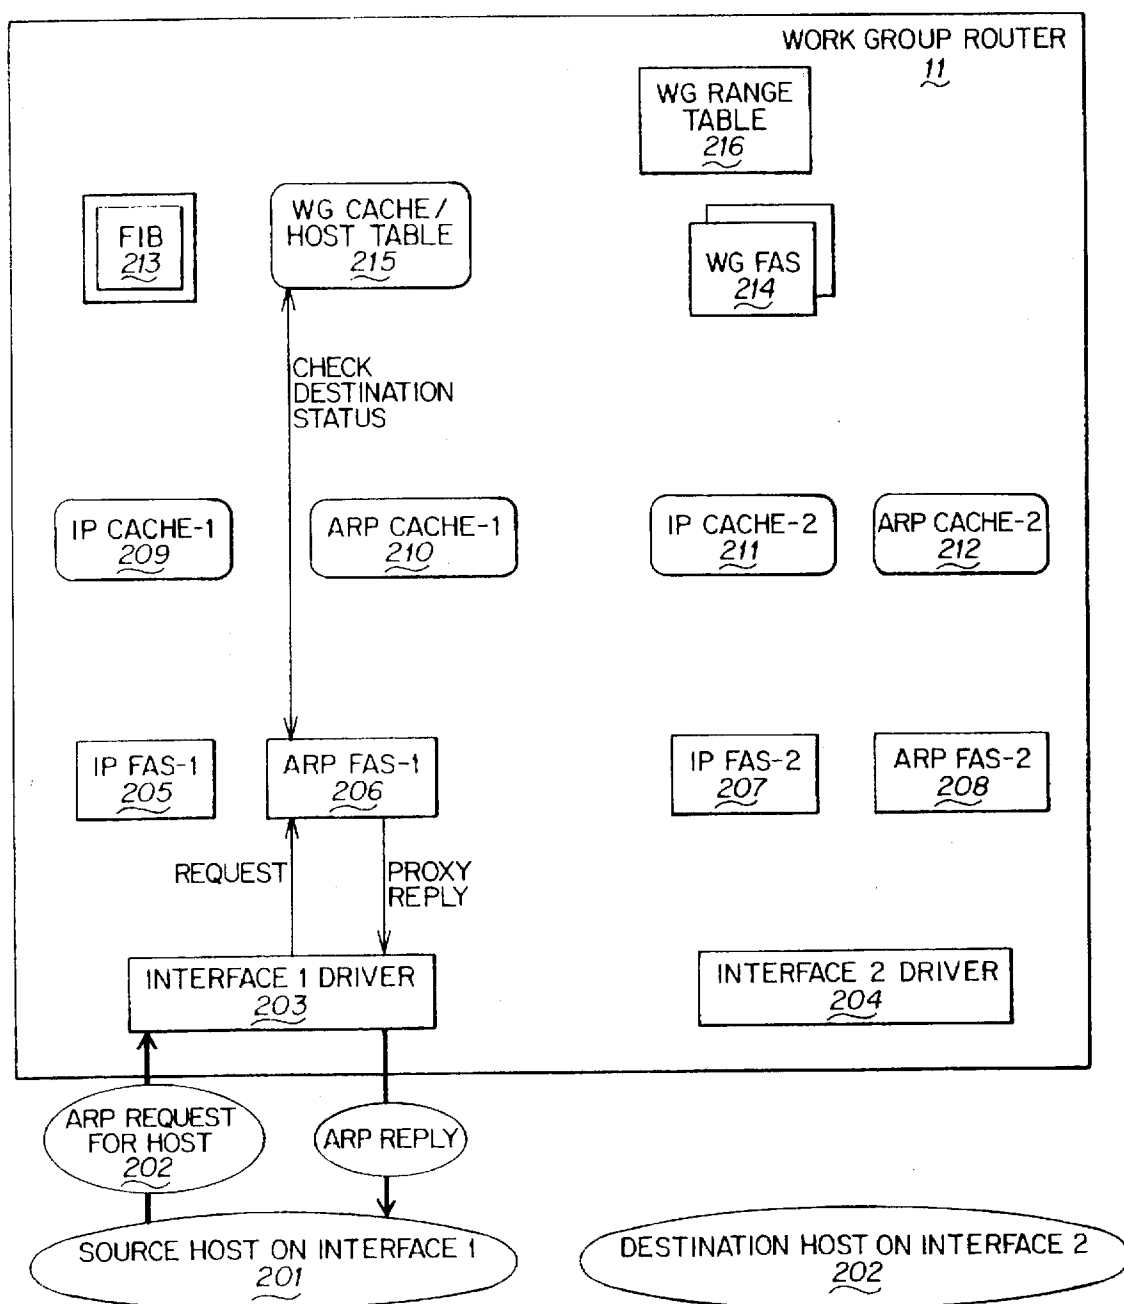 WORK GROUP ROUTER
11
WG RANGE
TABLE
216
FIB
213
WG CACHE/
HOST TABLE
215
WG FAS
214
CHECK
DESTINATION
STATUS
IP CACHE-1
209
ARP CACHE-1
210
IP CACHE-2
211
ARP CACHE-2
212
IP FAS-1
205
ARP FAS-1
206
IP FAS-2
207
ARP FAS-2
208
REQUEST
PROXY
REPLY
INTERFACE 1 DRIVER
203
INTERFACE 2 DRIVER
204
ARP REQUEST
FOR HOST
202
ARP REPLY
SOURCE HOST ON INTERFACE 1
201
DESTINATION HOST ON INTERFACE 2
202